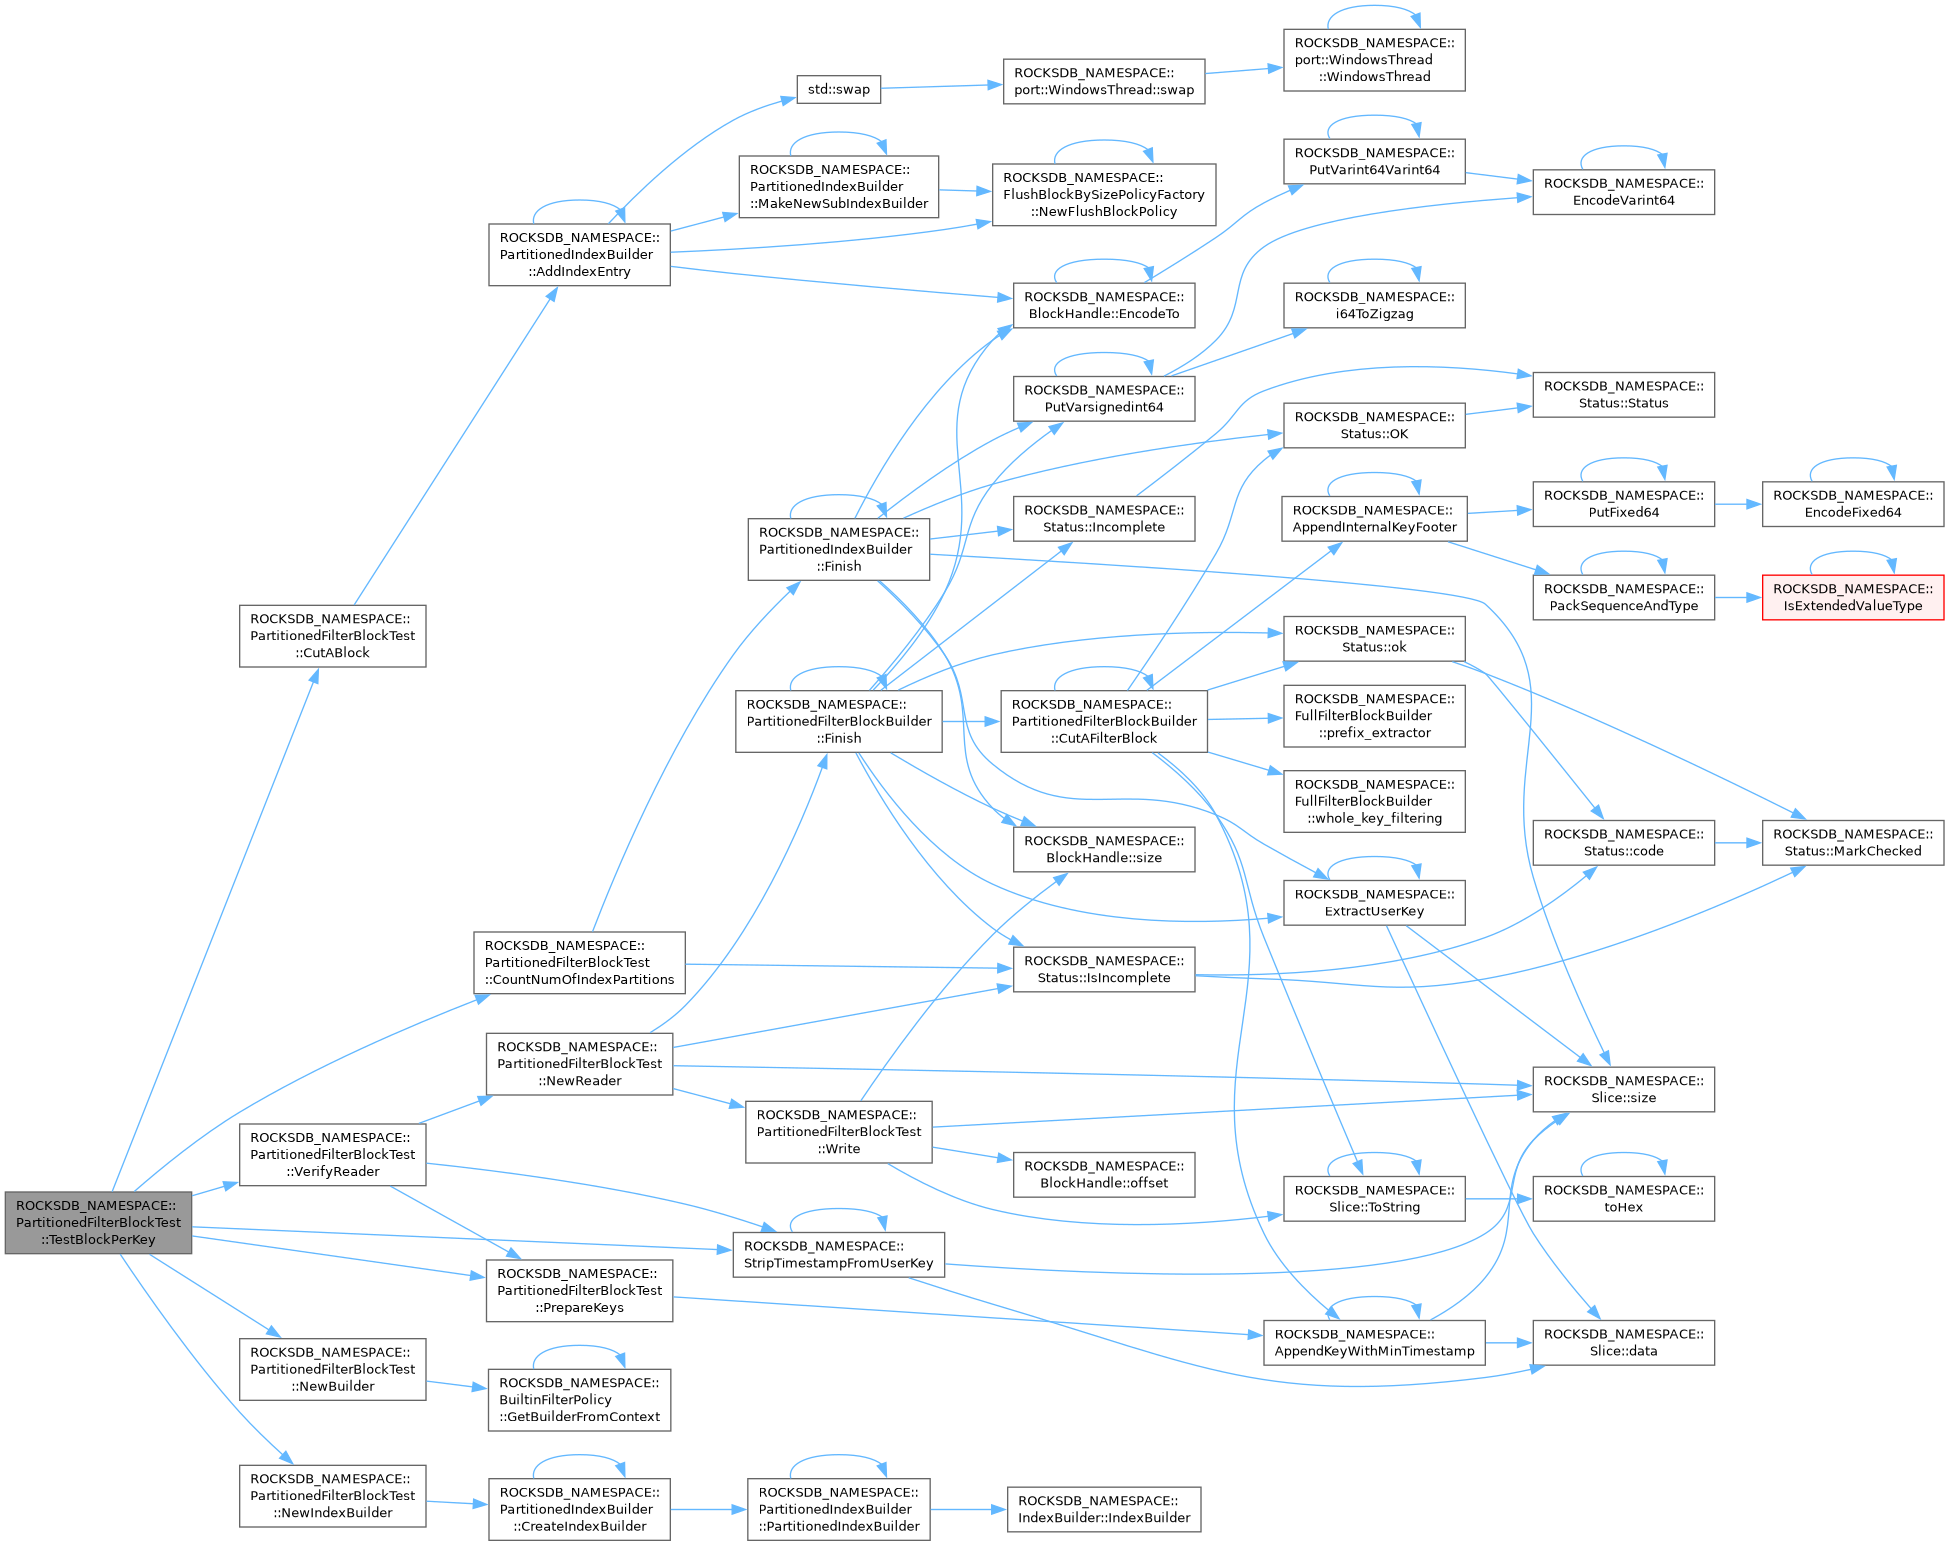 ROCKSDB_NAMESPACE::
PartitionedFilterBlockTest
::TestBlockPerKey
ROCKSDB_NAMESPACE::
PartitionedFilterBlockTest
::CutABlock
ROCKSDB_NAMESPACE::
PartitionedIndexBuilder
::AddIndexEntry
std::swap
ROCKSDB_NAMESPACE::
port::WindowsThread::swap
ROCKSDB_NAMESPACE::
port::WindowsThread
::WindowsThread
ROCKSDB_NAMESPACE::
PartitionedIndexBuilder
::MakeNewSubIndexBuilder
ROCKSDB_NAMESPACE::
FlushBlockBySizePolicyFactory
::NewFlushBlockPolicy
ROCKSDB_NAMESPACE::
BlockHandle::EncodeTo
ROCKSDB_NAMESPACE::
PutVarint64Varint64
ROCKSDB_NAMESPACE::
EncodeVarint64
ROCKSDB_NAMESPACE::
PutVarsignedint64
ROCKSDB_NAMESPACE::
i64ToZigzag
ROCKSDB_NAMESPACE::
Status::Status
ROCKSDB_NAMESPACE::
Status::OK
ROCKSDB_NAMESPACE::
PartitionedIndexBuilder
::Finish
ROCKSDB_NAMESPACE::
Status::Incomplete
ROCKSDB_NAMESPACE::
AppendInternalKeyFooter
ROCKSDB_NAMESPACE::
PutFixed64
ROCKSDB_NAMESPACE::
EncodeFixed64
ROCKSDB_NAMESPACE::
PackSequenceAndType
ROCKSDB_NAMESPACE::
IsExtendedValueType
ROCKSDB_NAMESPACE::
Status::ok
ROCKSDB_NAMESPACE::
PartitionedFilterBlockBuilder
::Finish
ROCKSDB_NAMESPACE::
PartitionedFilterBlockBuilder
::CutAFilterBlock
ROCKSDB_NAMESPACE::
FullFilterBlockBuilder
::prefix_extractor
ROCKSDB_NAMESPACE::
FullFilterBlockBuilder
::whole_key_filtering
ROCKSDB_NAMESPACE::
BlockHandle::size
ROCKSDB_NAMESPACE::
Status::code
ROCKSDB_NAMESPACE::
Status::MarkChecked
ROCKSDB_NAMESPACE::
ExtractUserKey
ROCKSDB_NAMESPACE::
PartitionedFilterBlockTest
::CountNumOfIndexPartitions
ROCKSDB_NAMESPACE::
Status::IsIncomplete
ROCKSDB_NAMESPACE::
PartitionedFilterBlockTest
::NewReader
ROCKSDB_NAMESPACE::
Slice::size
ROCKSDB_NAMESPACE::
PartitionedFilterBlockTest
::Write
ROCKSDB_NAMESPACE::
PartitionedFilterBlockTest
::VerifyReader
ROCKSDB_NAMESPACE::
BlockHandle::offset
ROCKSDB_NAMESPACE::
Slice::ToString
ROCKSDB_NAMESPACE::
toHex
ROCKSDB_NAMESPACE::
StripTimestampFromUserKey
ROCKSDB_NAMESPACE::
PartitionedFilterBlockTest
::PrepareKeys
ROCKSDB_NAMESPACE::
AppendKeyWithMinTimestamp
ROCKSDB_NAMESPACE::
Slice::data
ROCKSDB_NAMESPACE::
PartitionedFilterBlockTest
::NewBuilder
ROCKSDB_NAMESPACE::
BuiltinFilterPolicy
::GetBuilderFromContext
ROCKSDB_NAMESPACE::
PartitionedFilterBlockTest
::NewIndexBuilder
ROCKSDB_NAMESPACE::
PartitionedIndexBuilder
::CreateIndexBuilder
ROCKSDB_NAMESPACE::
PartitionedIndexBuilder
::PartitionedIndexBuilder
ROCKSDB_NAMESPACE::
IndexBuilder::IndexBuilder